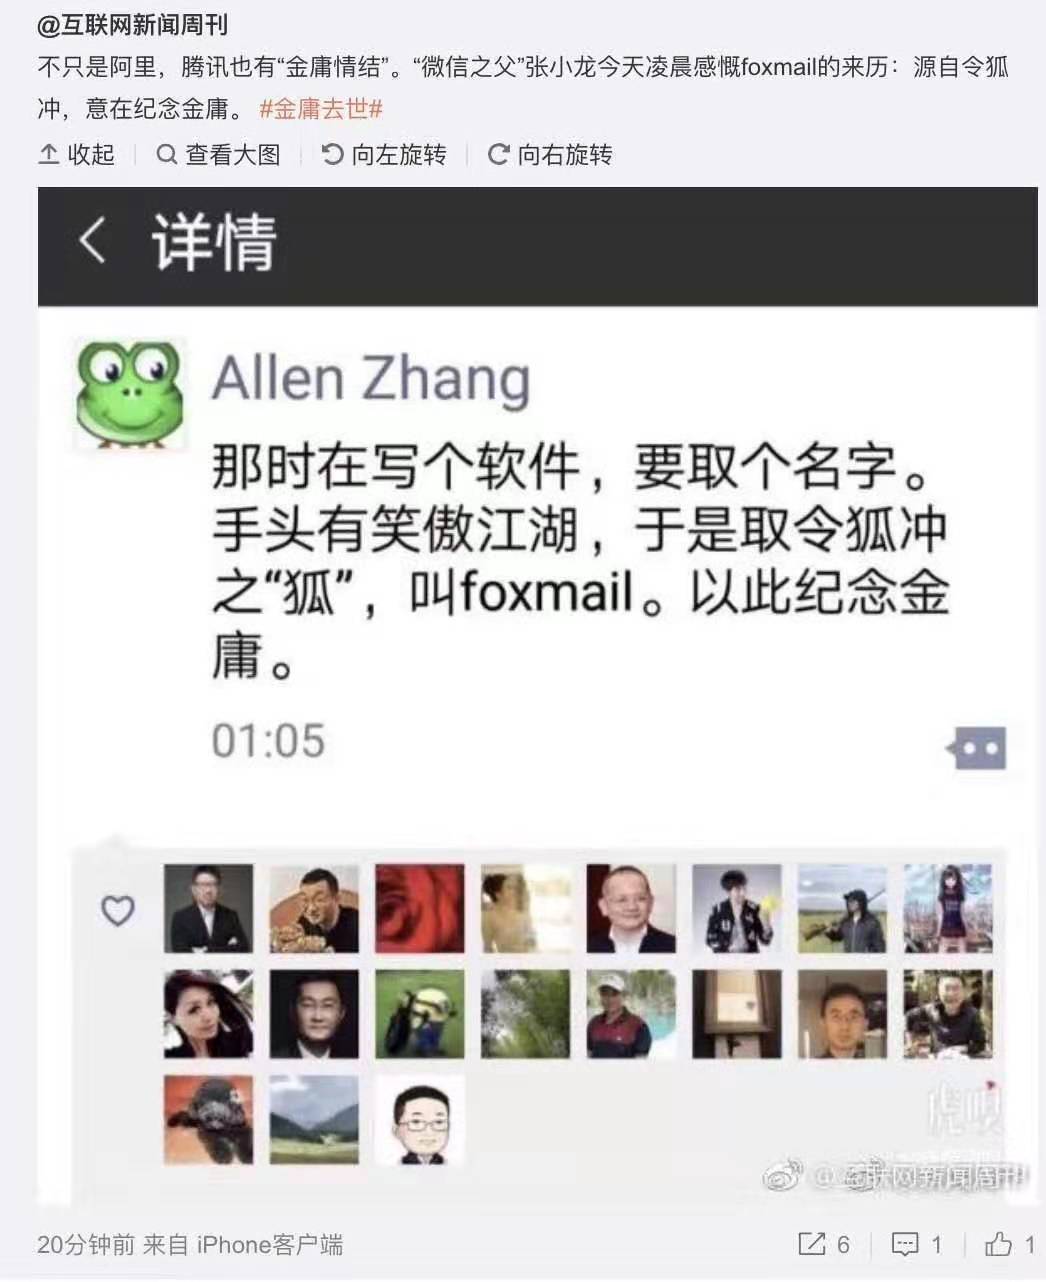 @互联网新闻周刊
不只是阿里，腾讯也有“金庸情结”。“微信之父”张小龙今天凌晨感慨foxmail的来历：源自令狐
冲，意在纪念金庸。 #金庸去世#
收起 查看大图 向左旋转 向右旋转
详情
Allen Zhang
那时在写个软件，要取个名字。
手头有笑傲江湖，于是取令狐冲
之“狐”，叫foxmail。以此纪念金
庸。
01:05
@互联网新闻周刊
20分钟前 来自 iPhone客户端 6 1 1